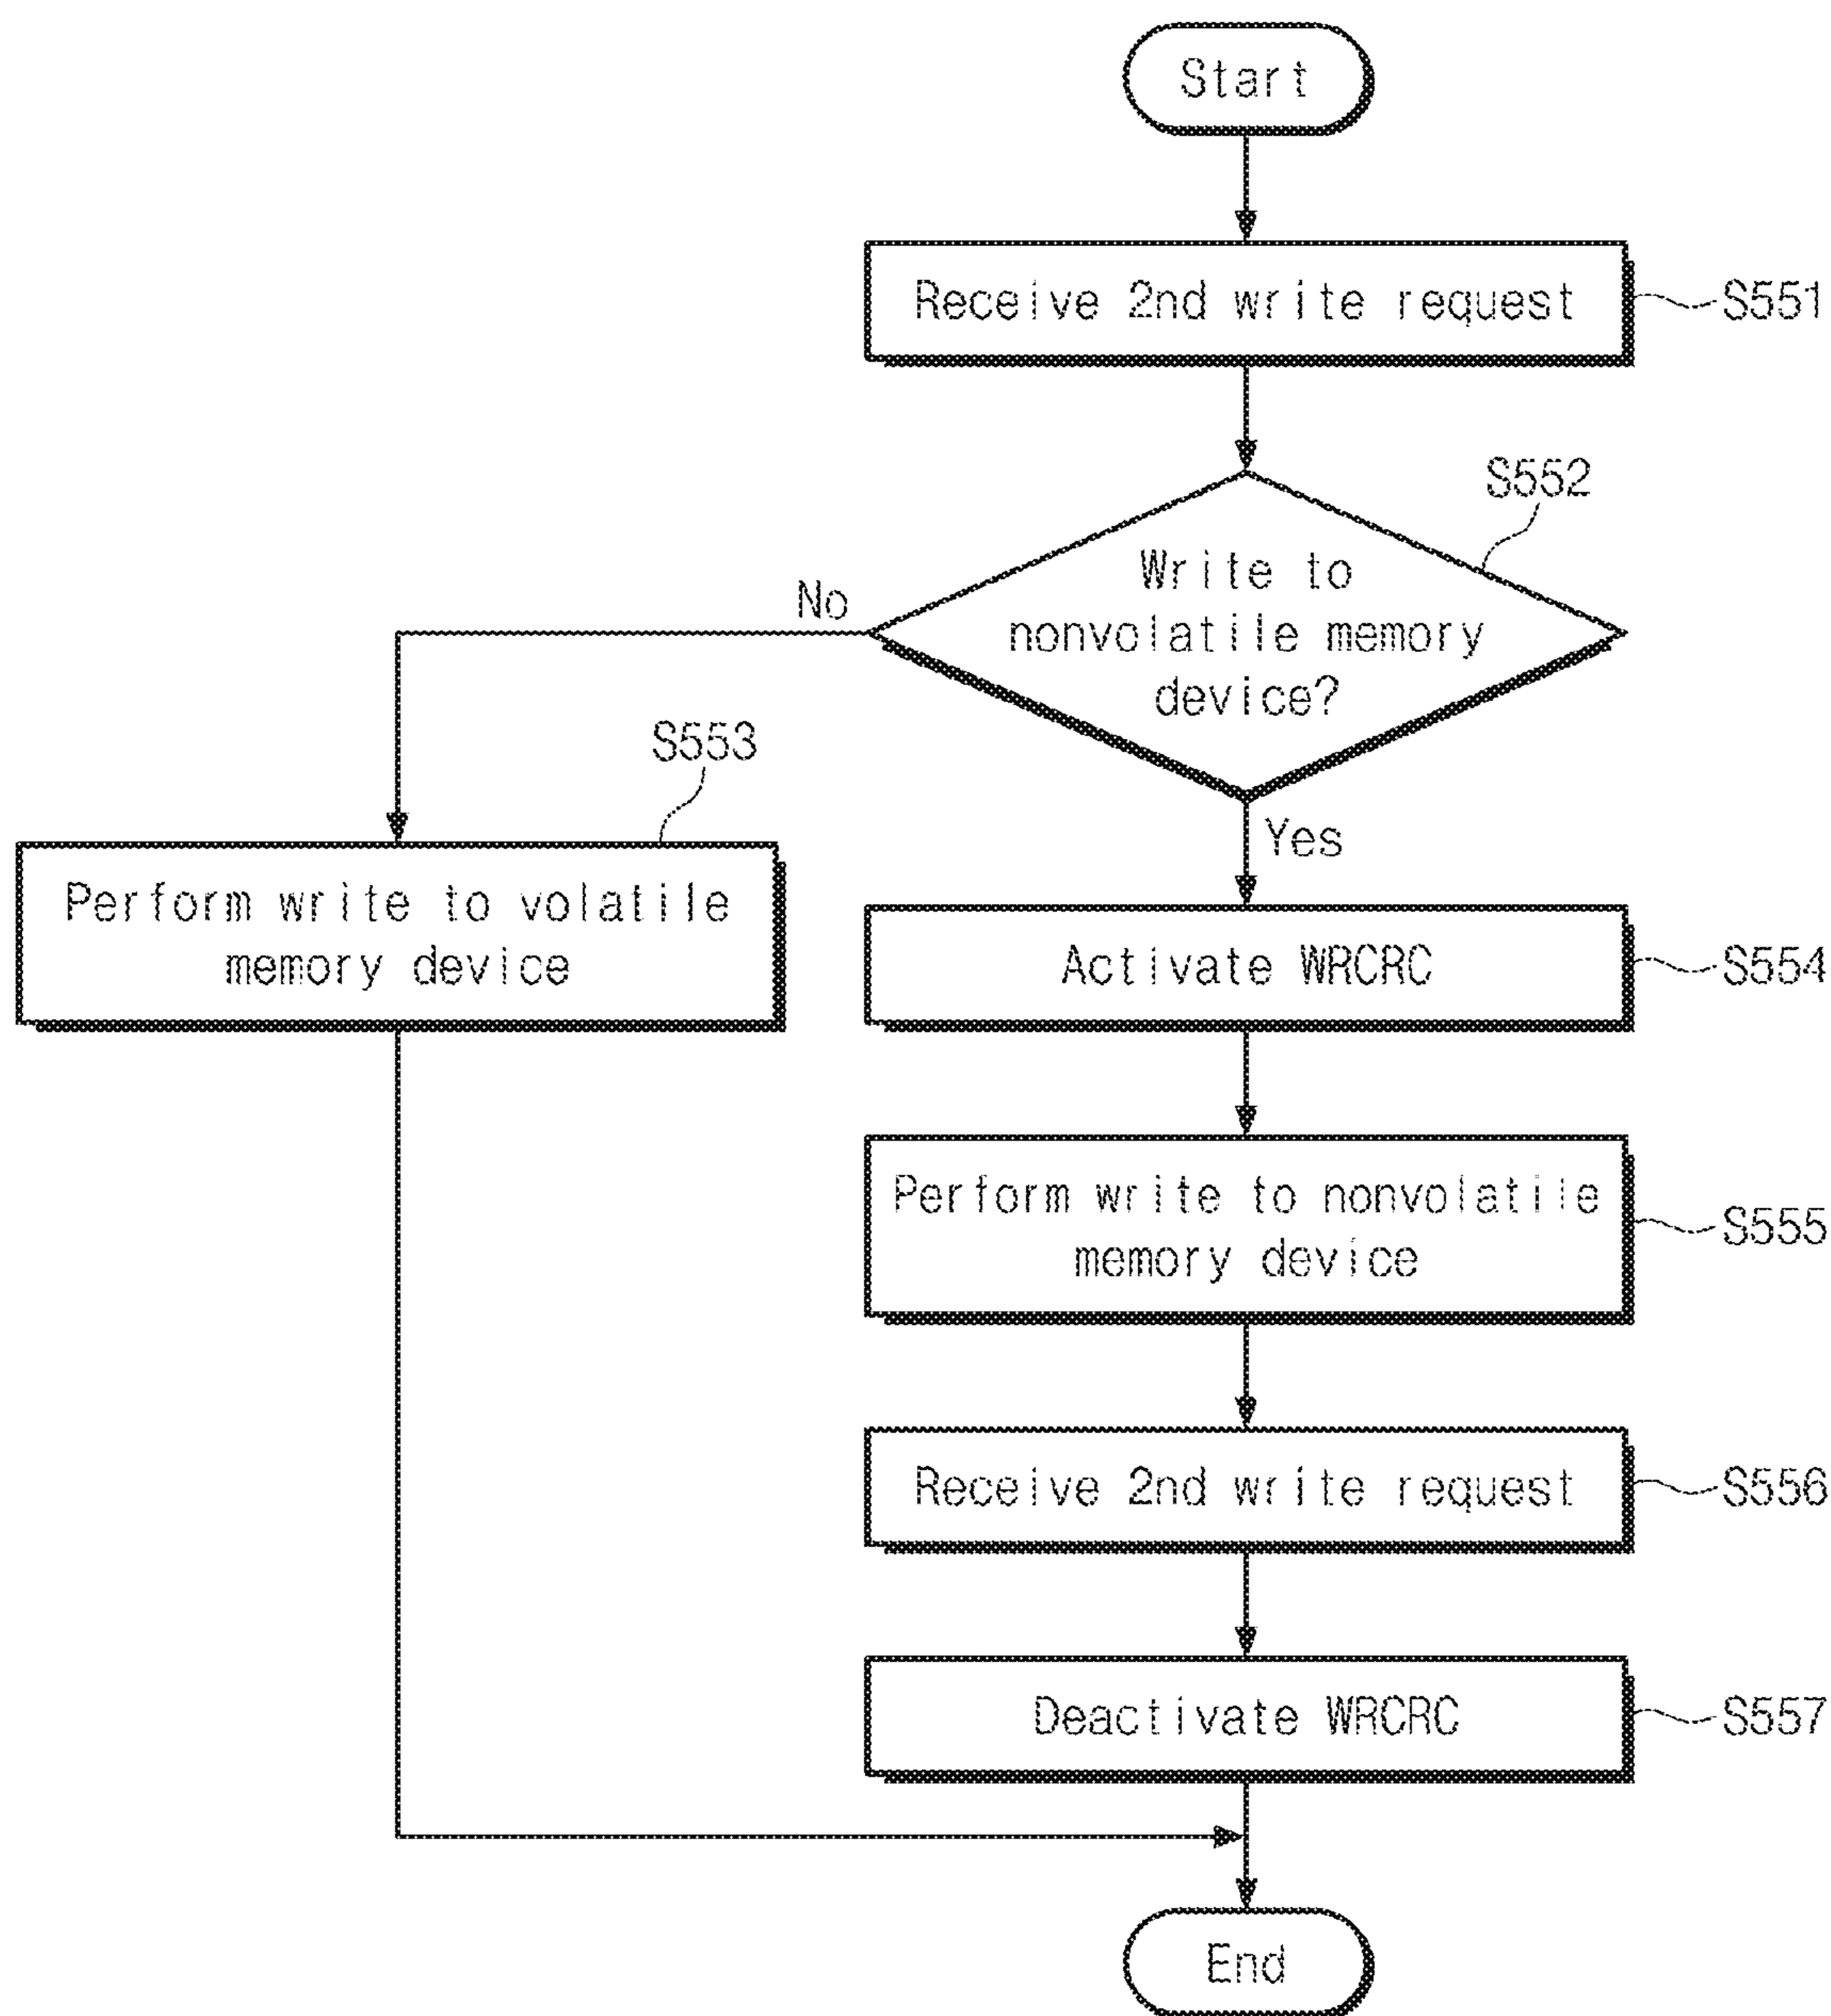 Start
Receive 2nd write request
S551
S552
Write to
nonvolatile memory
device?
No
Yes
S553
Perform write to volatile
memory device
Activate WRCRC
S554
Perform write to nonvolatile
memory device
S555
Receive 2nd write request
S556
Deactivate WRCRC
S557
End